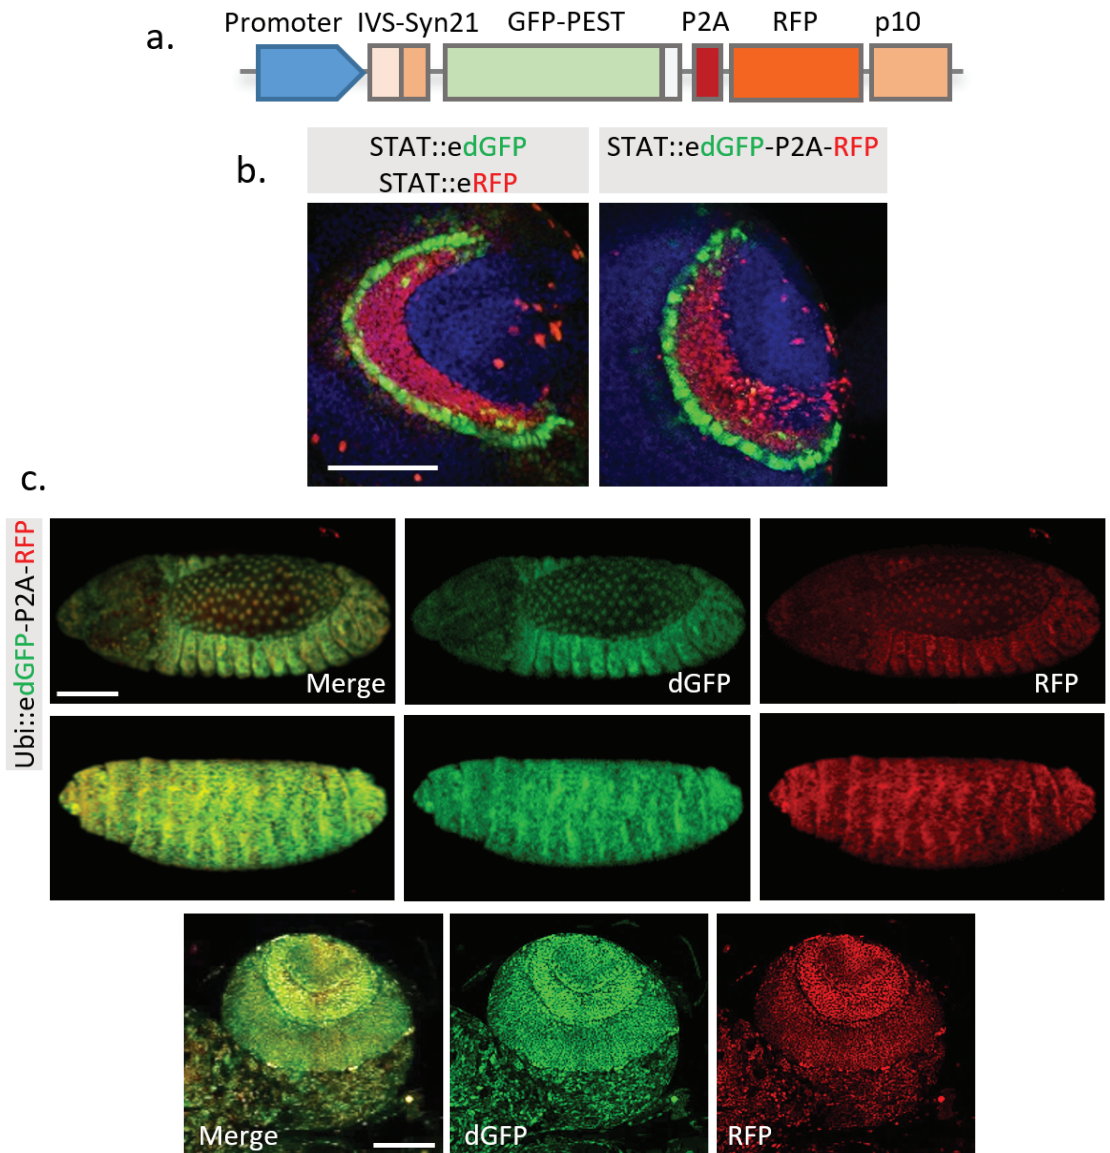 a.
Promoter IVS-Syn21 GFP-PEST P2A RFP p10
b.
STAT::edGFP
STAT::eRFP
STAT::edGFP-P2A-RFP
c.
Ubi::edGFP-P2A-RFP
Merge
dGFP
RFP
Merge
dGFP
RFP